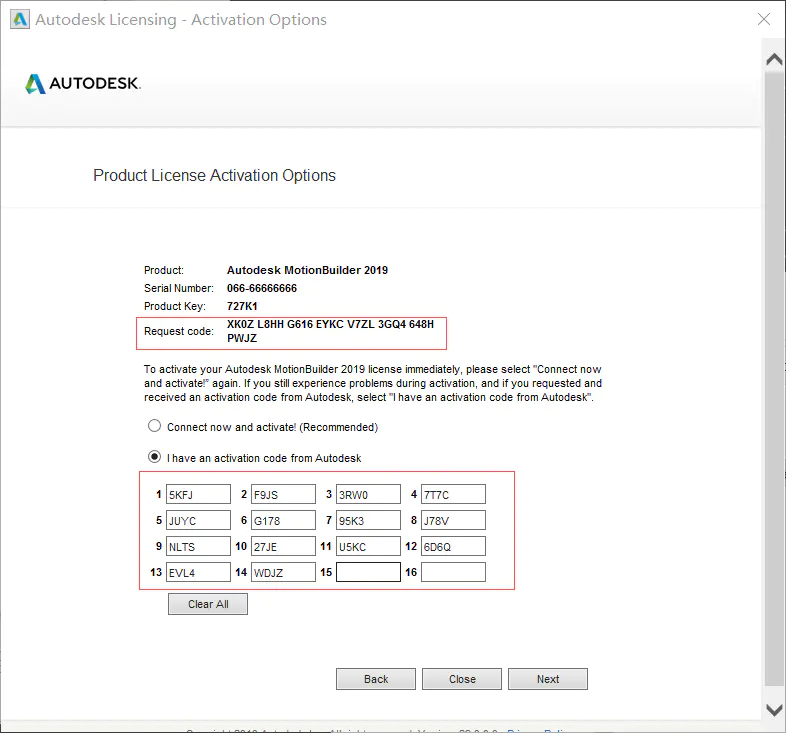 Autodesk Licensing - Activation Options
AUTODESK.
Product License Activation Options
Product: Autodesk MotionBuilder 2019
Serial Number: 066-66666666
Product Key: 727K1
Request code: XK0Z L8HH G616 EYKC V7ZL 3GQ4 648H
PWJZ
To activate your Autodesk MotionBuilder 2019 license immediately, please select "Connect now
and activate!" again. If you still experience problems during activation, and if you requested and
received an activation code from Autodesk, select "I have an activation code from Autodesk".
Connect now and activate! (Recommended)
I have an activation code from Autodesk
1 5KFJ 2 F9JS 3 3RW0 4 7T7C
5 JUYC 6 G178 7 95K3 8 J78V
9 NLTS 10 27JE 11 U5KC 12 6D6Q
13 EVL4 14 WDJZ 15 16
Clear All
Back Close Next